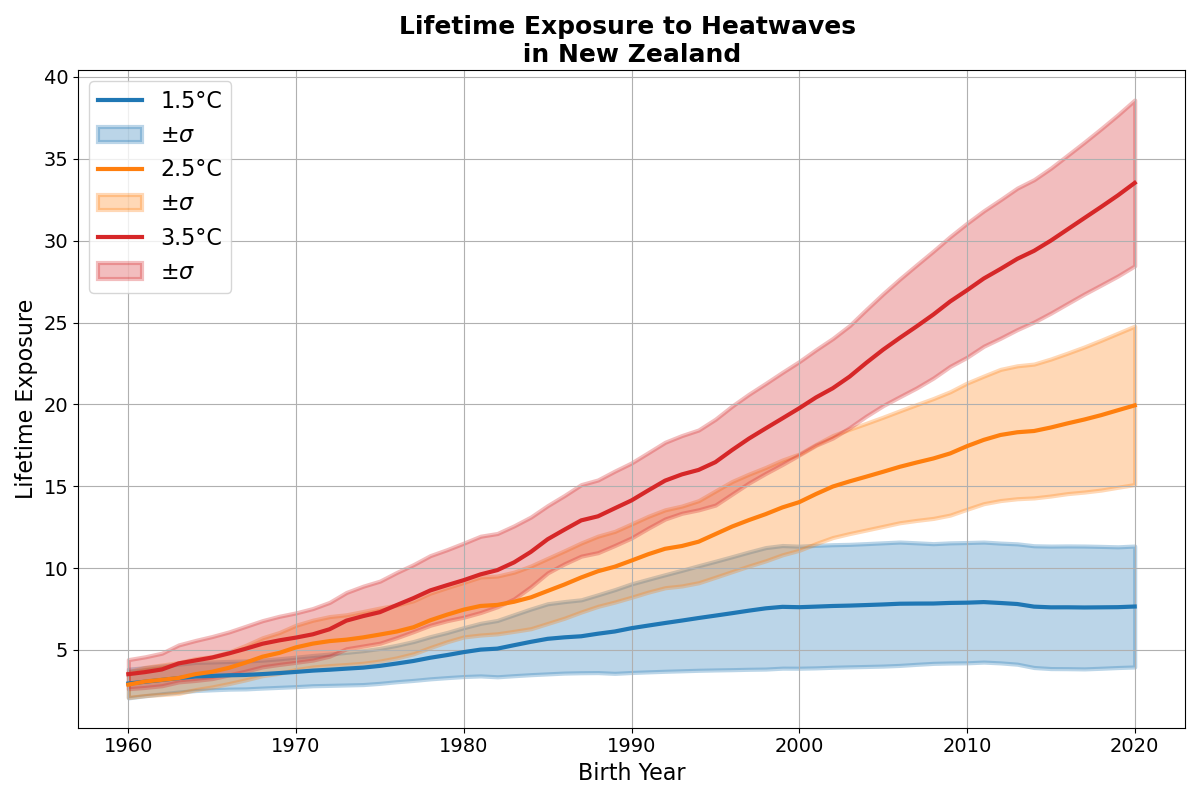 Lifetime Exposure to Heatwaves
in New Zealand
40
35
30
25
20
15
10
5
Lifetime Exposure
1.5°C
±σ
2.5°C
±σ
3.5°C
±σ
1960 1970 1980 1990 2000 2010 2020
Birth Year